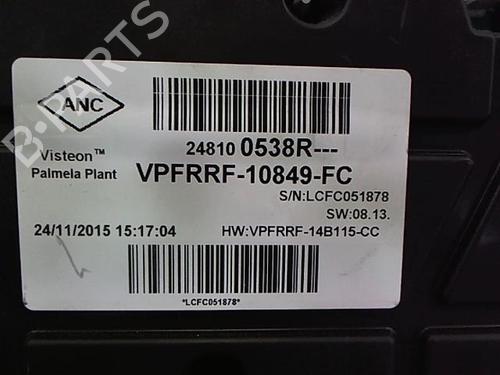 ANC
24810 0538R---
Visteon™
Palmela Plant
VPFRRF-10849-FC
S/N:LCFC051878
SW:08.13.
24/11/2015 15:17:04
HW:VPFRRF-14B115-CC
*LCFC051878*
B-PARTS